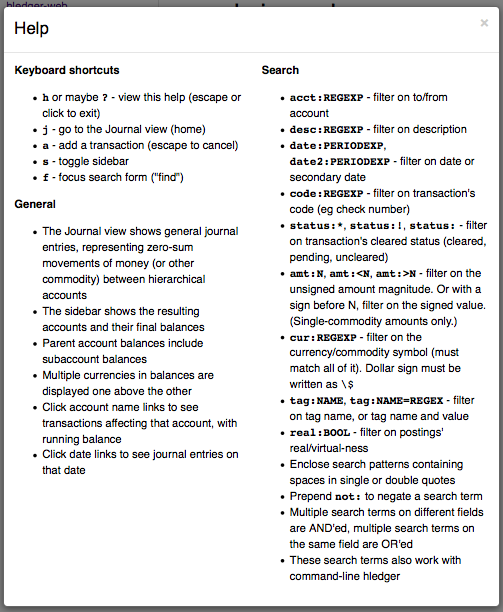 hledger-web
Help
×
Keyboard shortcuts
• h or maybe ? - view this help (escape or
click to exit)
• j - go to the Journal view (home)
• a - add a transaction (escape to cancel)
• s - toggle sidebar
• f - focus search form ("find")
General
• The Journal view shows general journal
entries, representing zero-sum
movements of money (or other
commodity) between hierarchical
accounts
• The sidebar shows the resulting
accounts and their final balances
• Parent account balances include
subaccount balances
• Multiple currencies in balances are
displayed one above the other
• Click account name links to see
transactions affecting that account, with
running balance
• Click date links to see journal entries on
that date
Search
• acct:REGEXP - filter on to/from
account
• desc:REGEXP - filter on description
• date:PERIODEXP,
date2:PERIODEXP - filter on date or
secondary date
• code:REGEXP - filter on transaction's
code (eg check number)
• status:*, status:!, status: - filter
on transaction's cleared status (cleared,
pending, uncleared)
• amt:N, amt:<N, amt:>N - filter on the
unsigned amount magnitude. Or with a
sign before N, filter on the signed value.
(Single-commodity amounts only.)
• cur:REGEXP - filter on the
currency/commodity symbol (must
match all of it). Dollar sign must be
written as \$
• tag:NAME, tag:NAME=REGEX - filter
on tag name, or tag name and value
• real:BOOL - filter on postings'
real/virtual-ness
• Enclose search patterns containing
spaces in single or double quotes
• Prepend not: to negate a search term
• Multiple search terms on different fields
are AND'ed, multiple search terms on
the same field are OR'ed
• These search terms also work with
command-line hledger